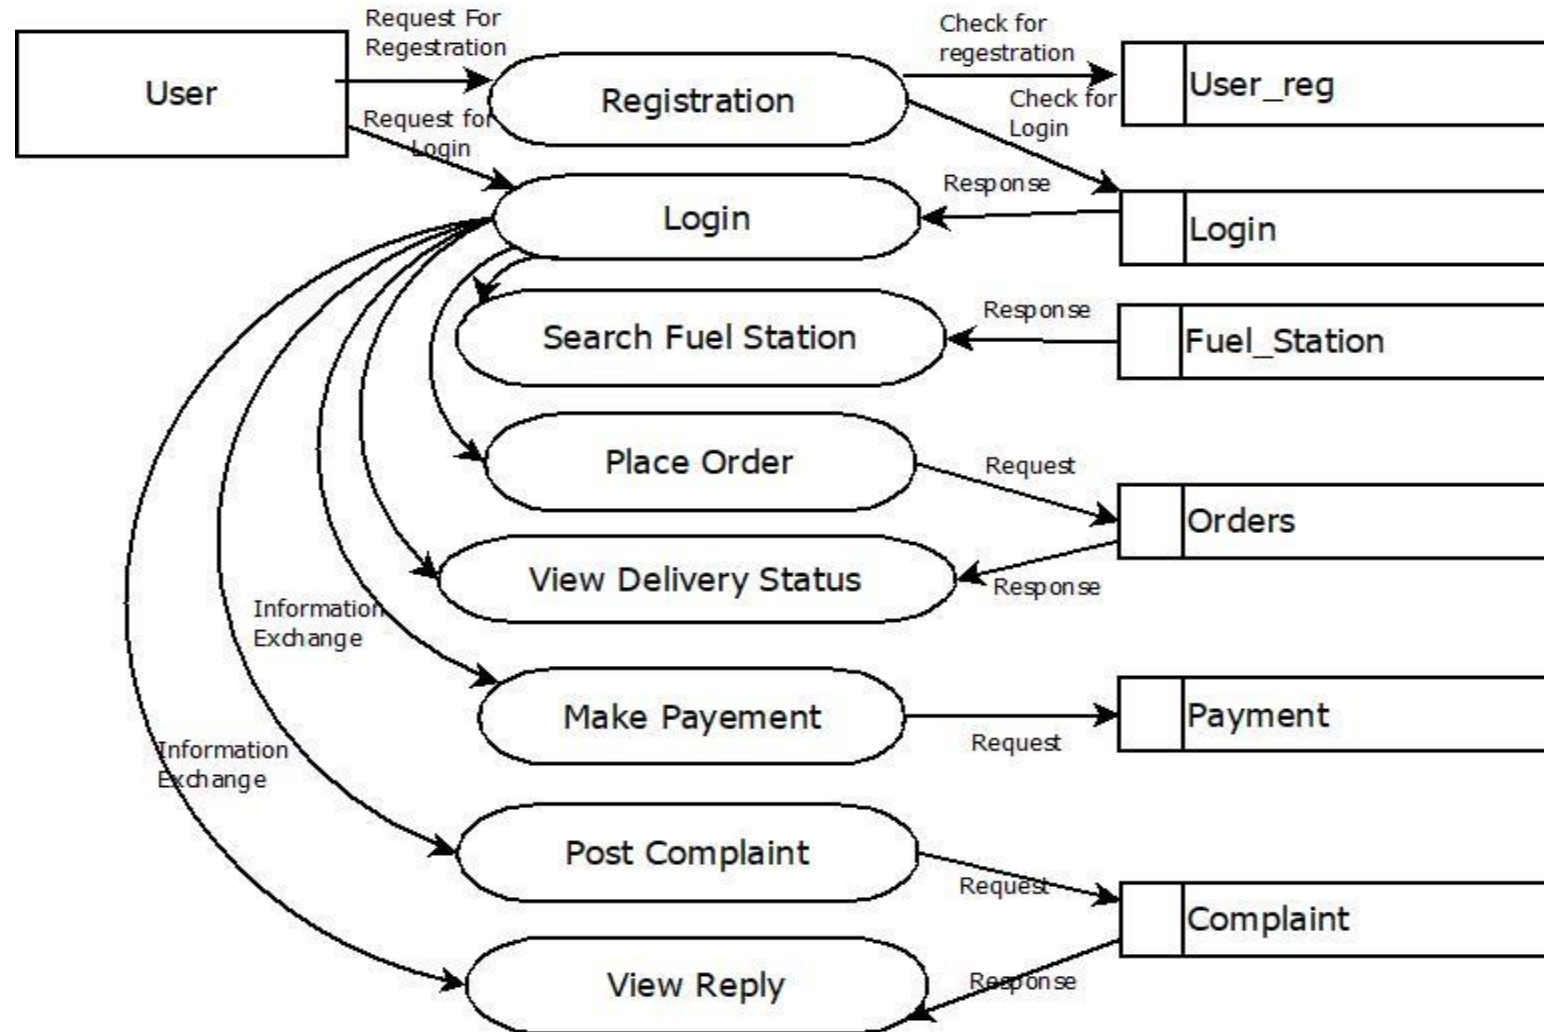 Request For
Regestration
Check for
regestration
User
Registration
User_reg
Request for
Login
Check for
Login
Response
Login
Login
Response
Search Fuel Station
Fuel_Station
Place Order
Request
Orders
View Delivery Status
Response
Information
Exchange
Make Payement
Payment
Request
Information
Exchange
Post Complaint
Request
Complaint
View Reply
Response